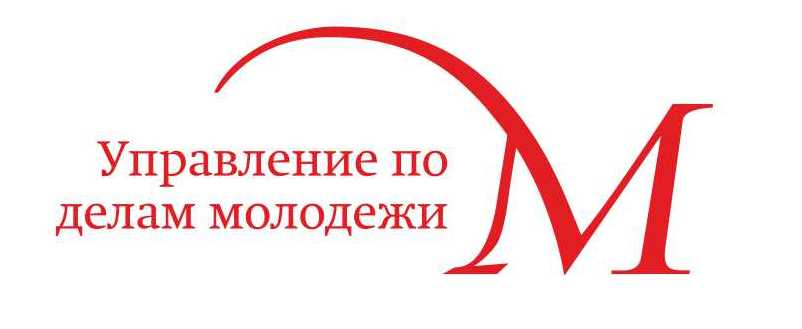 Управление по
делам молодежи
М